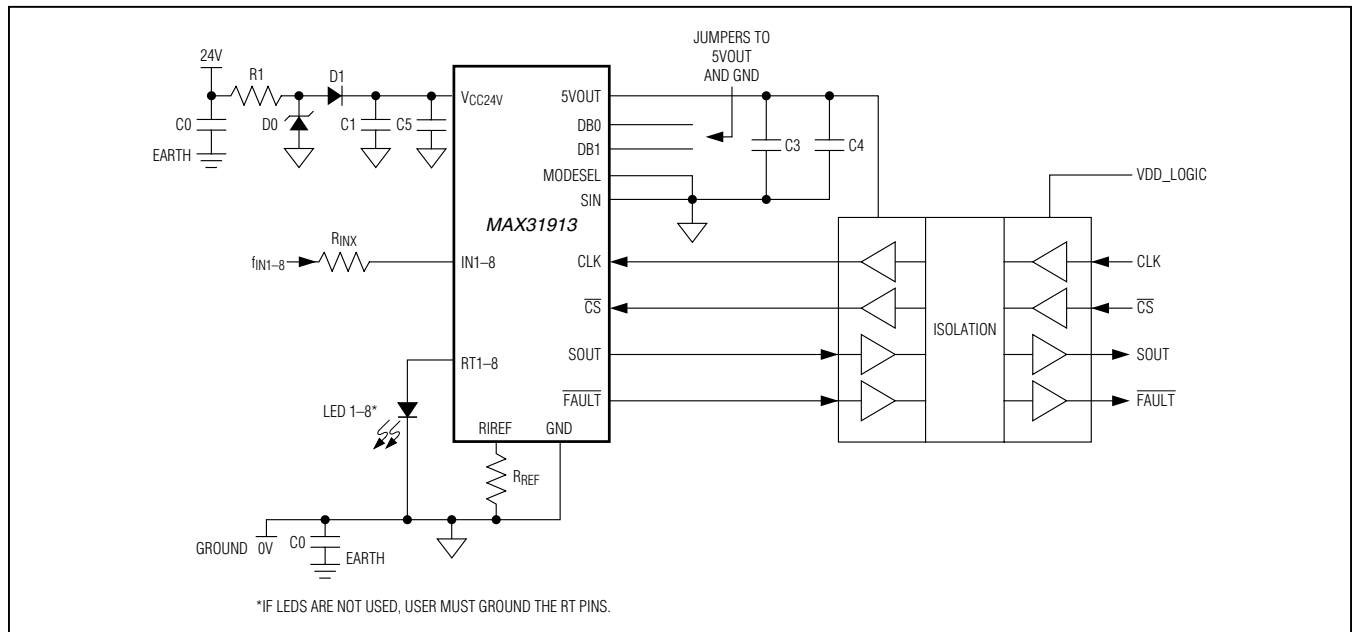 JUMPERS TO
5VOUT
AND GND
24V
R1
D1
C0
D0
C1
C5
EARTH
VCC24V
5VOUT
DB0
DB1
MODESEL
SIN
C3
C4
VDD_LOGIC
MAX31913
RINX
fIN1–8
IN1–8
CLK
CLK
CS
CS
ISOLATION
SOUT
SOUT
RT1–8
FAULT
FAULT
LED 1–8*
RIREF
GND
RREF
GROUND
0V
C0
EARTH
*IF LEDS ARE NOT USED, USER MUST GROUND THE RT PINS.